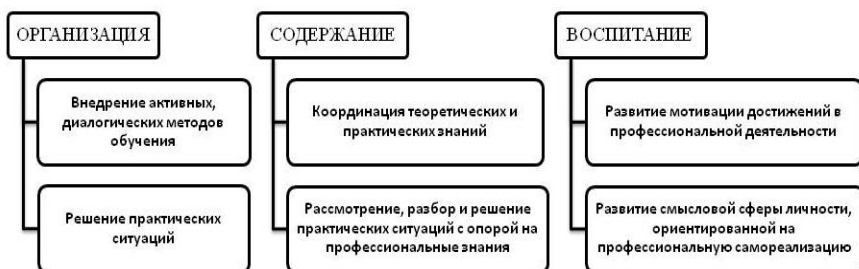 ОРГАНИЗАЦИЯ
Внедрение активных,
диалогических методов
обучения
Решение практических
ситуаций
СОДЕРЖАНИЕ
Координация теоретических и
практических знаний
Рассмотрение, разбор и решение
практических ситуаций с опорой на
профессиональные знания
ВОСПИТАНИЕ
Развитие мотивации достижений в
профессиональной деятельности
Развитие смысловой сферы личности,
ориентированной на
профессиональную самореализацию